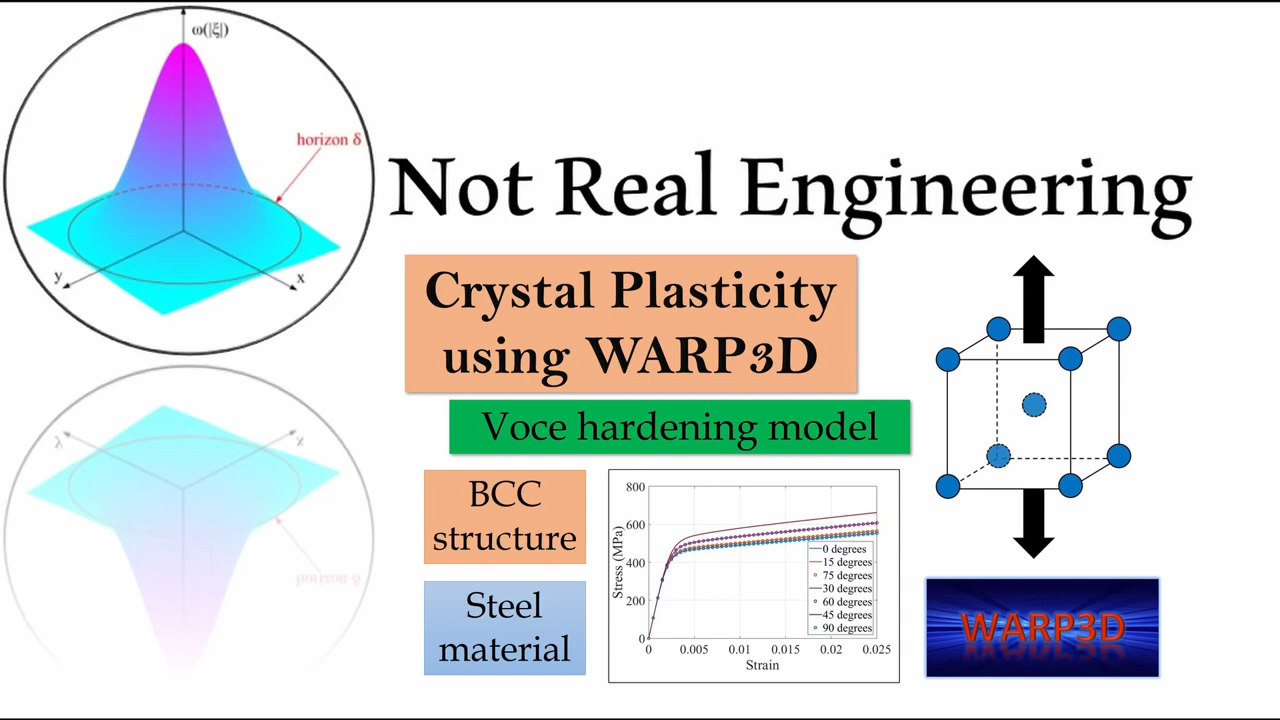 ω(|ξ|)
horizon δ
y
x
Not Real Engineering
Crystal Plasticity
using WARP3D
Voce hardening model
BCC
structure
Steel
material
800
600
400
200
0
Stress (MPa)
0 degrees
15 degrees
75 degrees
30 degrees
60 degrees
45 degrees
90 degrees
0 0.005 0.01 0.015 0.02 0.025
Strain
WARP3D